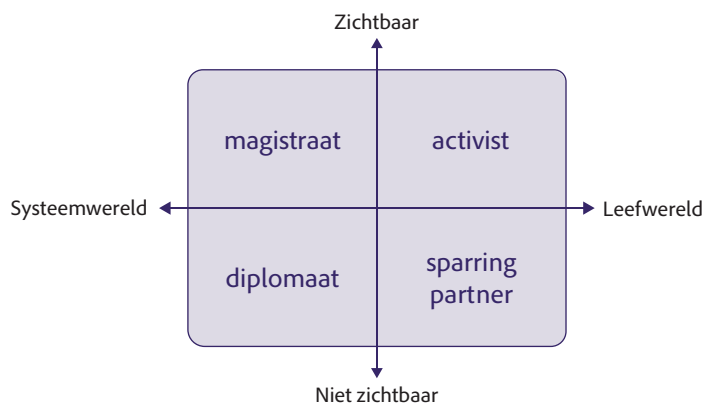 Zichtbaar
magistraat
activist
Systeemwereld
Leefwereld
diplomaat
sparring
partner
Niet zichtbaar